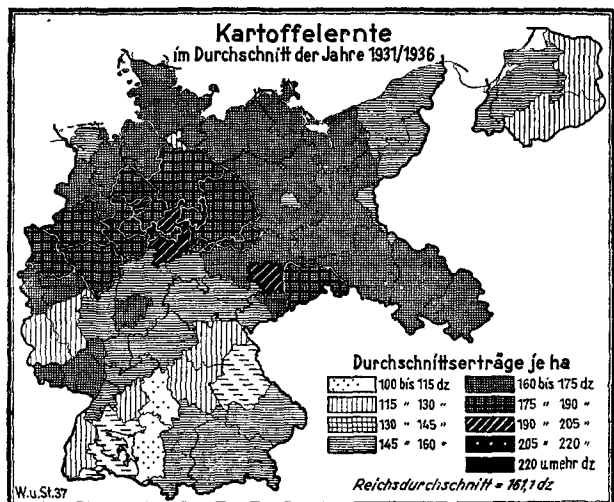 Kartoffelernte
im Durchschnitt der Jahre 1931/1936
Durchschnittserträge je ha
100 bis 115 dz
115 " 130 "
130 " 145 "
145 " 160 "
160 bis 175 dz
175 " 190 "
190 " 205 "
205 " 220 "
220 u. mehr dz
Reichsdurchschnitt = 161,1 dz
W.u.St.37